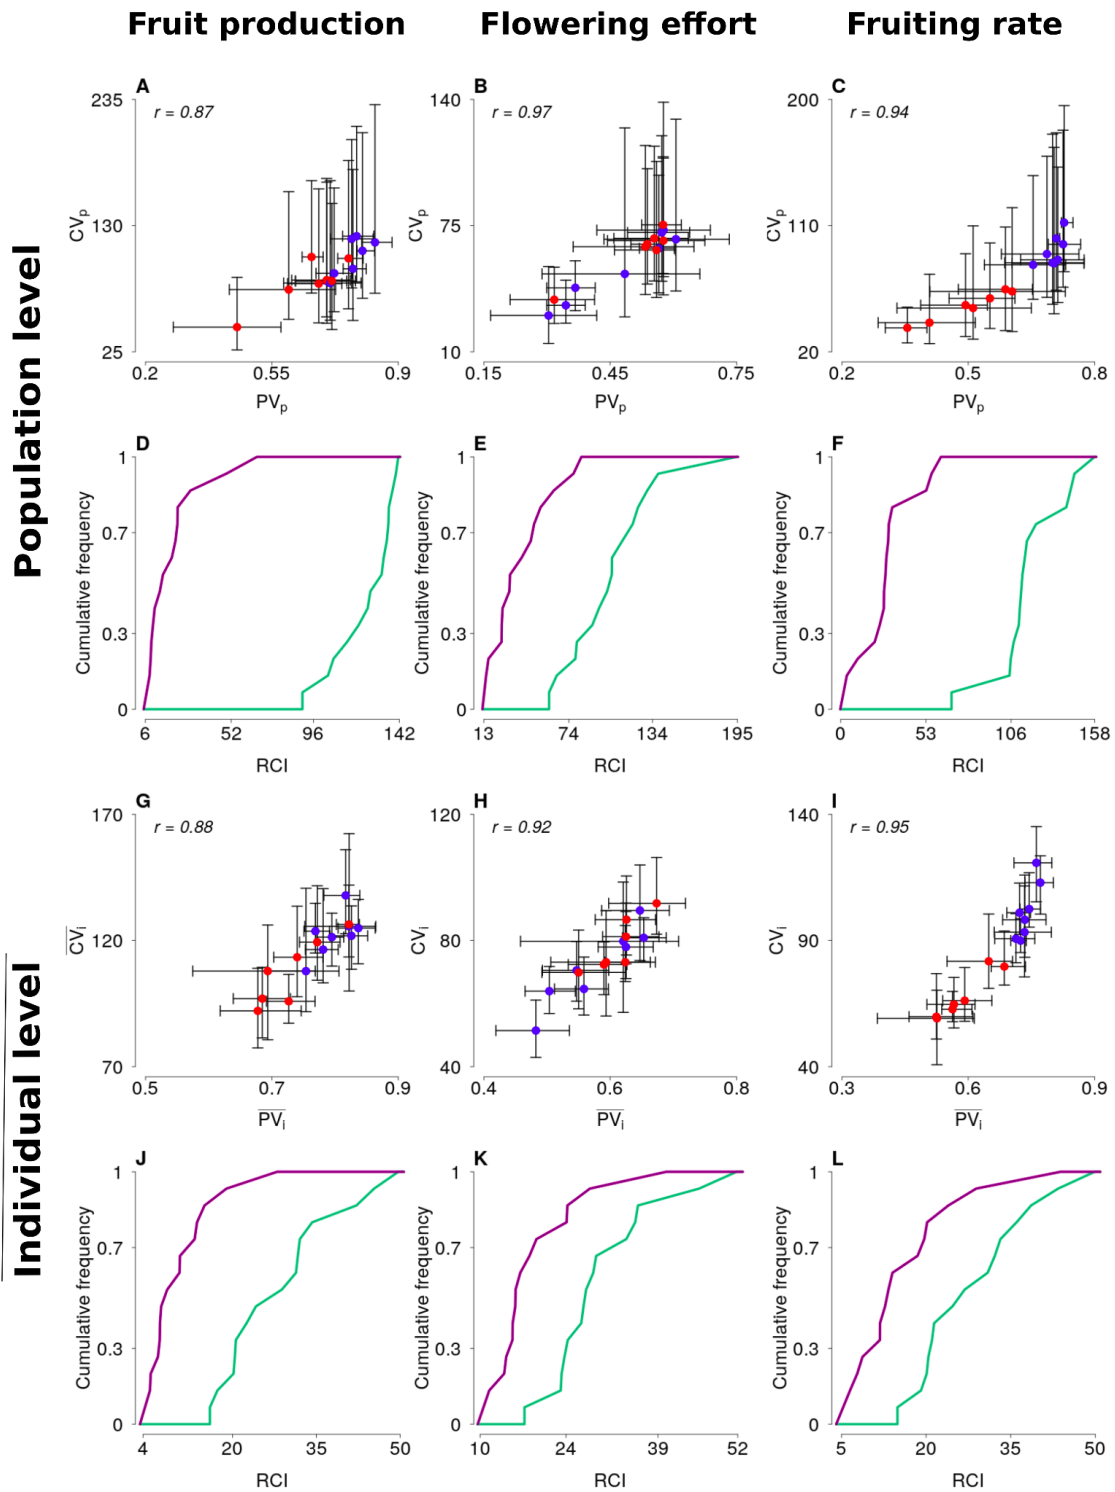 Fruit production Flowering effort Fruiting rate
Population level
A
r = 0.87
235
130
25
CVp
0.2 0.55 0.9
PVp
B
r = 0.97
140
75
10
CVp
0.15 0.45 0.75
PVp
C
r = 0.94
200
110
20
CVp
0.2 0.5 0.8
PVp
D
1
0.7
0.3
0
Cumulative frequency
6 52 96 142
RCI
E
1
0.7
0.3
0
Cumulative frequency
13 74 134 195
RCI
F
1
0.7
0.3
0
Cumulative frequency
0 53 106 158
RCI
Individual level
G
r = 0.88
170
120
70
CVi
0.5 0.7 0.9
PVi
H
r = 0.92
120
80
40
CVi
0.4 0.6 0.8
PVi
I
r = 0.95
140
90
40
CVi
0.3 0.6 0.9
PVi
J
1
0.7
0.3
0
Cumulative frequency
4 20 35 50
RCI
K
1
0.7
0.3
0
Cumulative frequency
10 24 39 52
RCI
L
1
0.7
0.3
0
Cumulative frequency
5 20 35 50
RCI